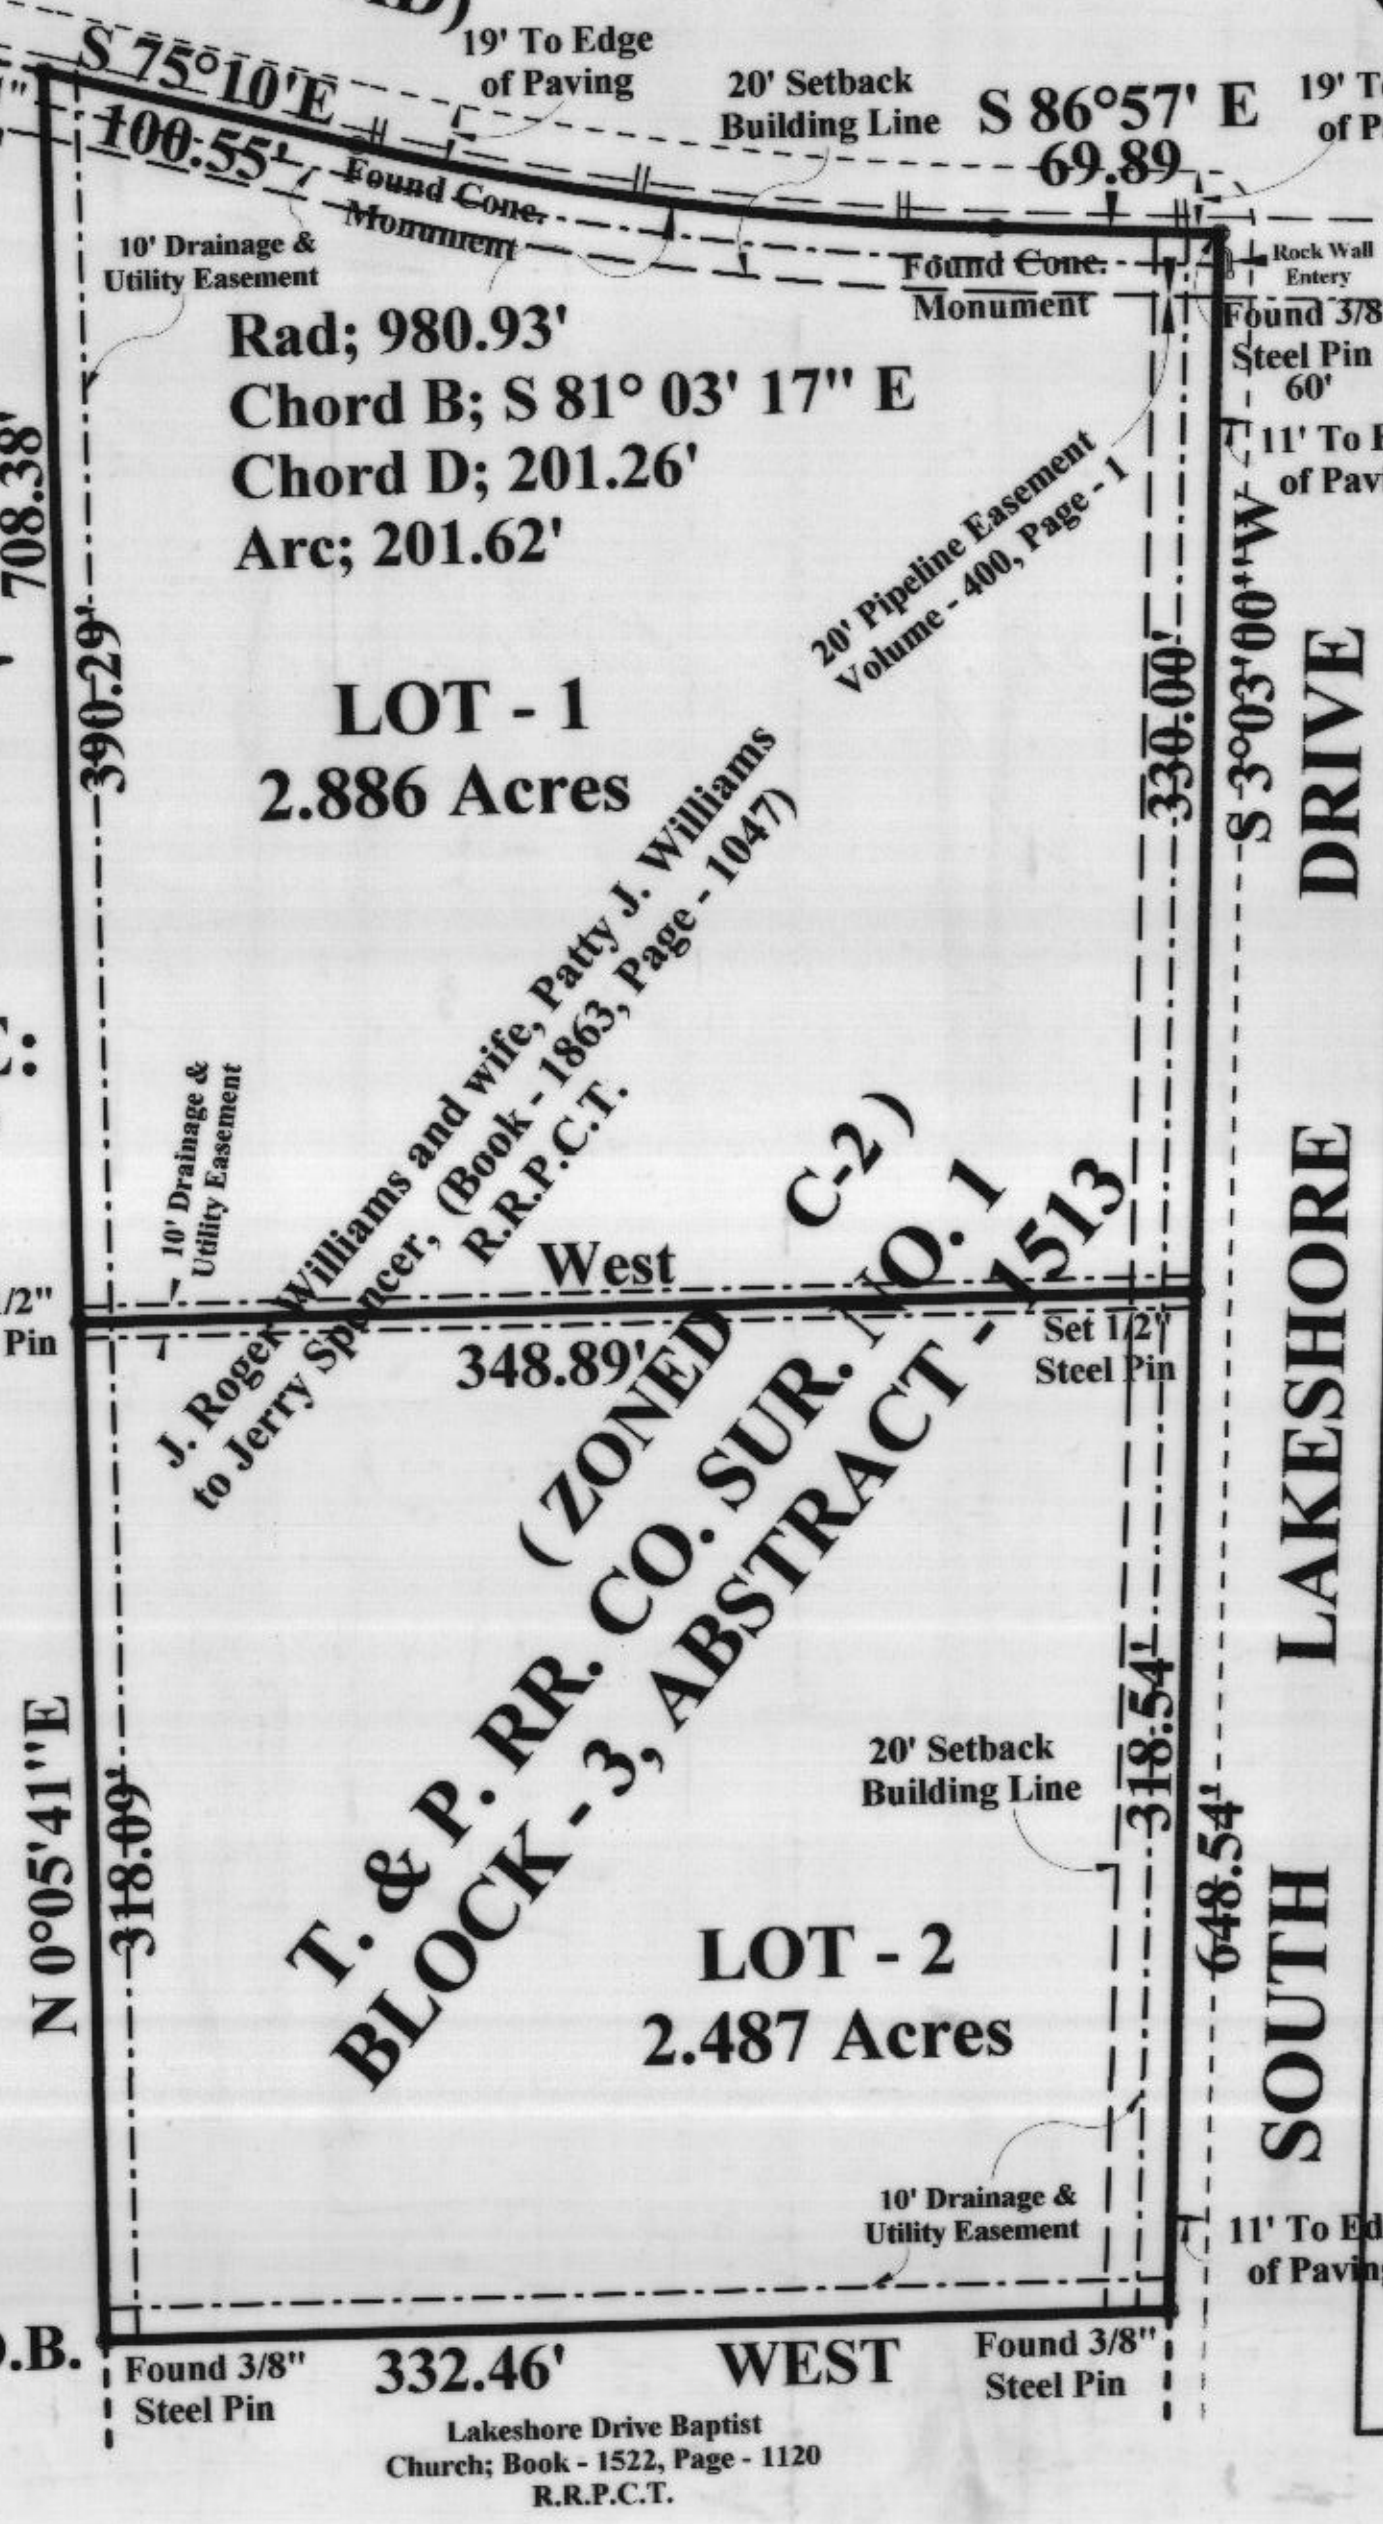 19' To Edge
of Paving
20' Setback
Building Line
S 75°10'E
100.55'
S 86°57' E
69.89
Found Conc.
Monument
10' Drainage &
Utility Easement
Found Conc.
Monument
Rock Wall
Entery
Found 3/8
Steel Pin
60'
11' To
of Pav
Rad; 980.93'
Chord B; S 81° 03' 17" E
Chord D; 201.26'
Arc; 201.62'
20' Pipeline Easement
Volume - 400, Page - 1
708.38'
390.29'
330.00'
S 3°03'00" W
LOT - 1
2.886 Acres
J. Roger Williams and wife, Patty J. Williams
to Jerry Spencer, (Book - 1863, Page - 1047)
R.R.P.C.T.
10' Drainage &
Utility Easement
West
348.89'
/2"
Pin
Set 1/2"
Steel Pin
( ZONED C-2 )
T. & P. RR. CO. SUR. NO. 1
BLOCK - 3, ABSTRACT - 1513
SOUTH LAKESHORE DRIVE
N 0°05'41"E
318.09'
318.54'
648.54'
20' Setback
Building Line
LOT - 2
2.487 Acres
10' Drainage &
Utility Easement
11' To Ed
of Pavin
.B.
Found 3/8"
Steel Pin
332.46' WEST
Found 3/8"
Steel Pin
Lakeshore Drive Baptist
Church; Book - 1522, Page - 1120
R.R.P.C.T.